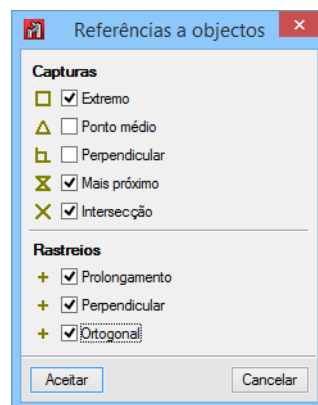 Referências a objectos
Capturas
Extremo
Ponto médio
Perpendicular
Mais próximo
Intersecção
Rastreios
Prolongamento
Perpendicular
Ortogonal
Aceitar
Cancelar